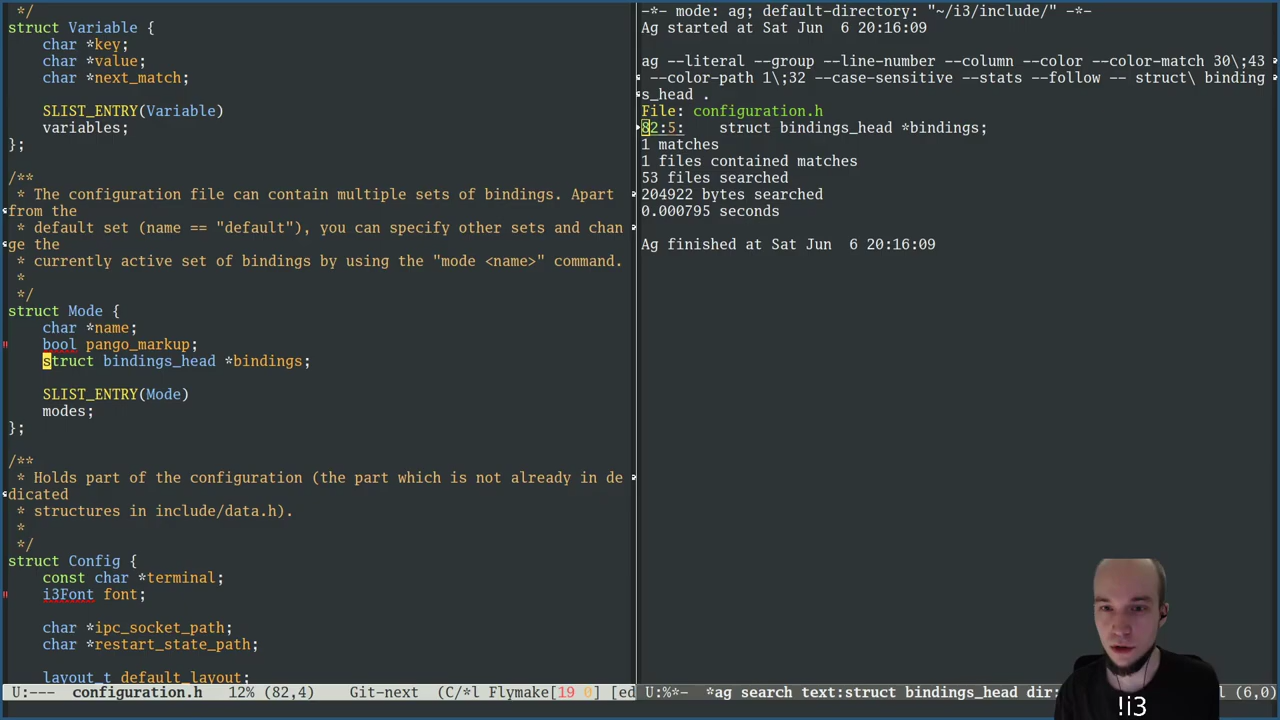 */
struct Variable {
    char *key;
    char *value;
    char *next_match;

    SLIST_ENTRY(Variable)
    variables;
};

/**
 * The configuration file can contain multiple sets of bindings. Apart
from the
 * default set (name == "default"), you can specify other sets and chan
ge the
 * currently active set of bindings by using the "mode <name>" command.
 *
 */
struct Mode {
    char *name;
    bool pango_markup;
    struct bindings_head *bindings;

    SLIST_ENTRY(Mode)
    modes;
};

/**
 * Holds part of the configuration (the part which is not already in de
dicated
 * structures in include/data.h).
 *
 */
struct Config {
    const char *terminal;
    i3Font font;

    char *ipc_socket_path;
    char *restart_state_path;

    layout_t default_layout;
U:---  configuration.h   12% (82,4)    Git-next  (C/*l Flymake[19 0] [ed
-*- mode: ag; default-directory: "~/i3/include/" -*-
Ag started at Sat Jun  6 20:16:09

ag --literal --group --line-number --column --color --color-match 30\;43
 --color-path 1\;32 --case-sensitive --stats --follow -- struct\ binding
s_head .
File: configuration.h
82:5:    struct bindings_head *bindings;
1 matches
1 files contained matches
53 files searched
204922 bytes searched
0.000795 seconds

Ag finished at Sat Jun  6 20:16:09
U:%*-  *ag search text:struct bindings_head dir:
(6,0)
!i3